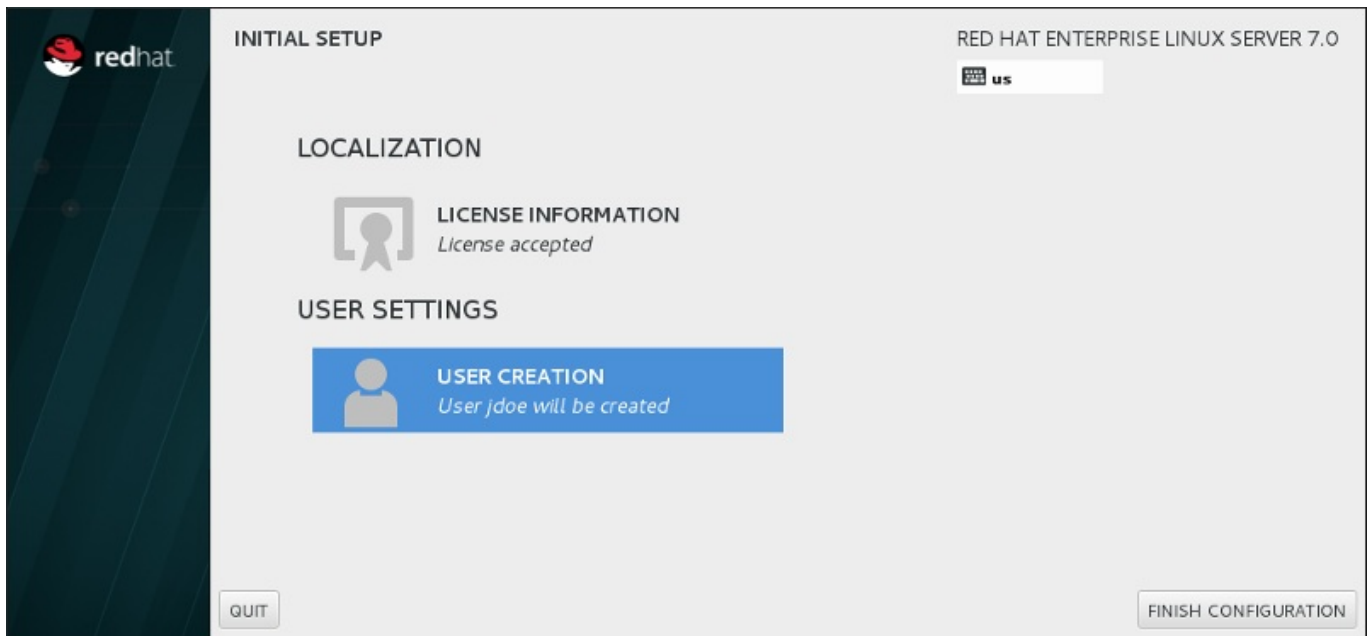 redhat
INITIAL SETUP
RED HAT ENTERPRISE LINUX SERVER 7.0
us
LOCALIZATION
LICENSE INFORMATION
License accepted
USER SETTINGS
USER CREATION
User jdoe will be created
QUIT
FINISH CONFIGURATION